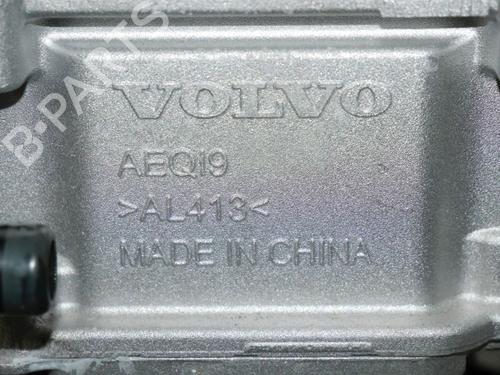 VOLVO
AEQI9
>AL413<
MADE IN CHINA
B-PARTS